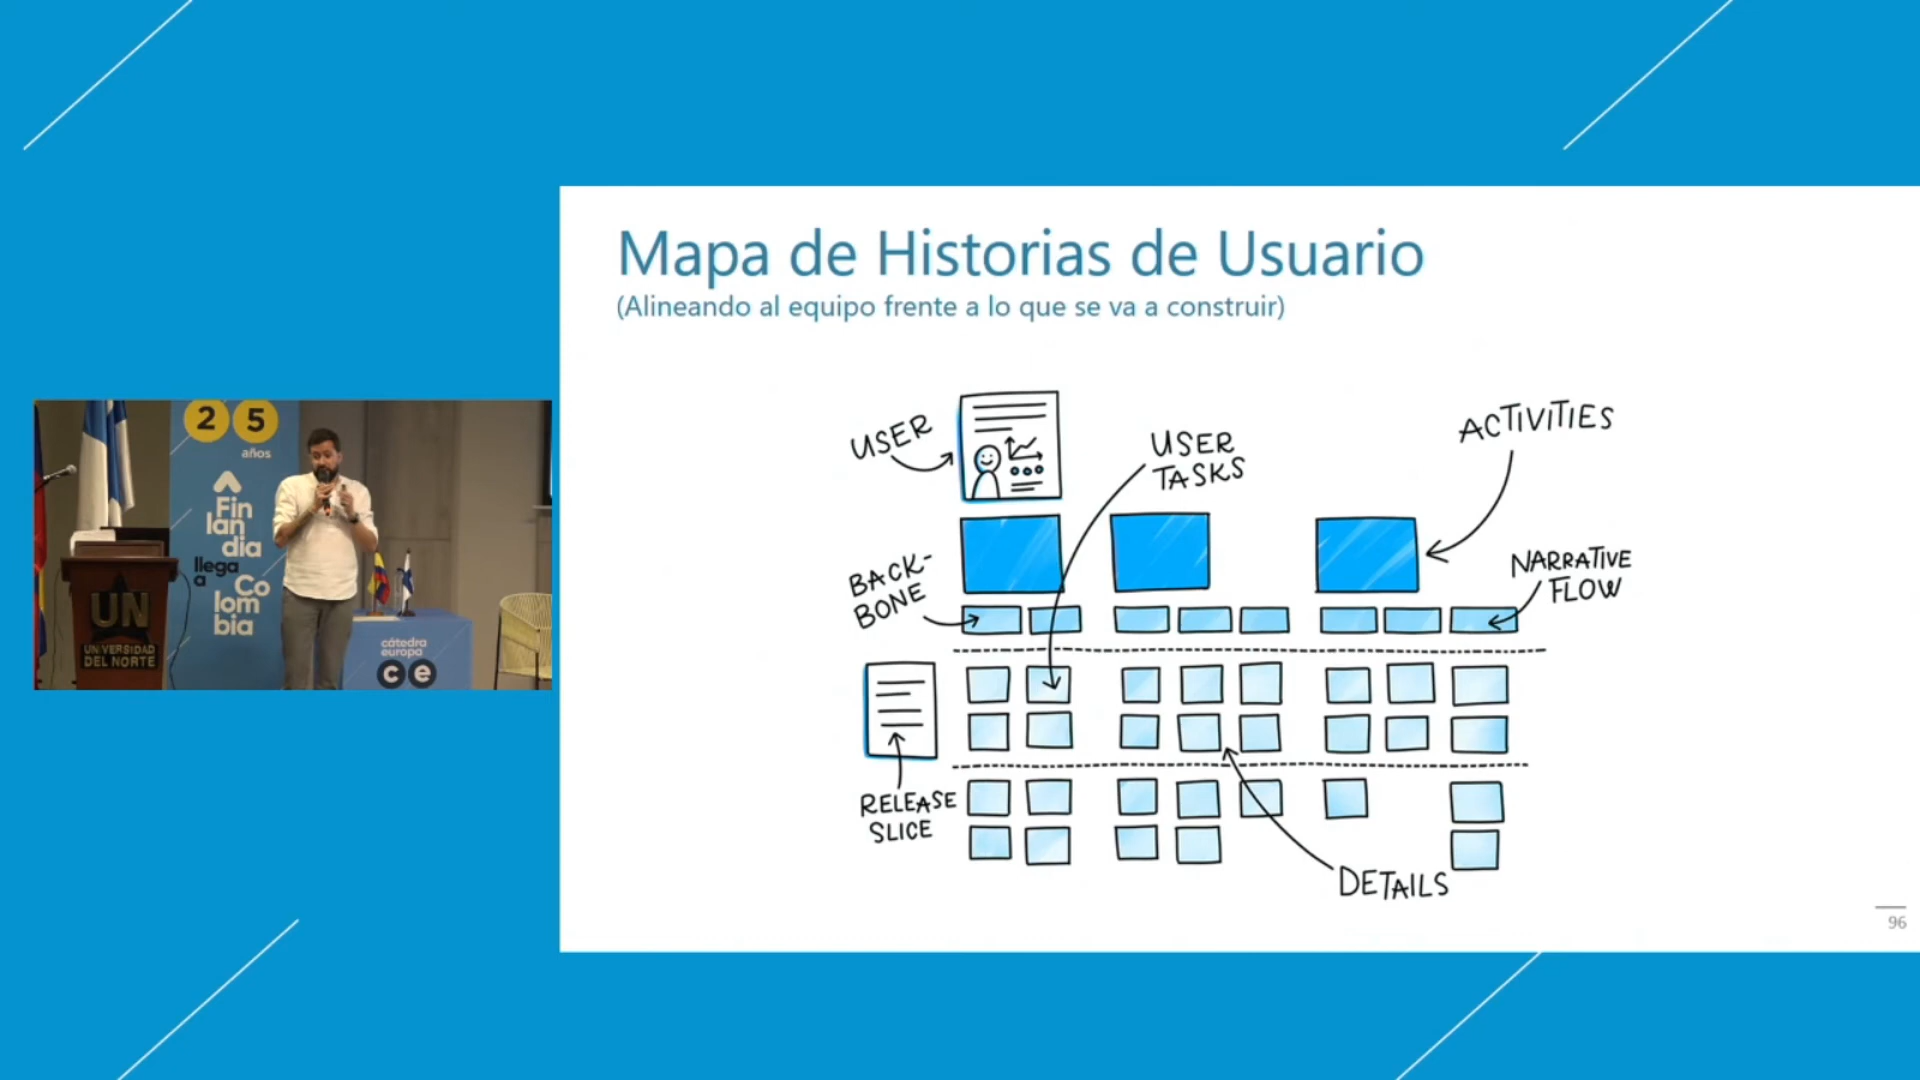 Mapa de Historias de Usuario
(Alineando al equipo frente a lo que se va a construir)
USER
USER
TASKS
ACTIVITIES
BACK-
BONE
NARRATIVE
FLOW
RELEASE
SLICE
DETAILS
96
2 5
años
Fin
lan
dia
llega
a
Co
lom
bia
UN
UNIVERSIDAD
DEL NORTE
cátedra
europa
ce